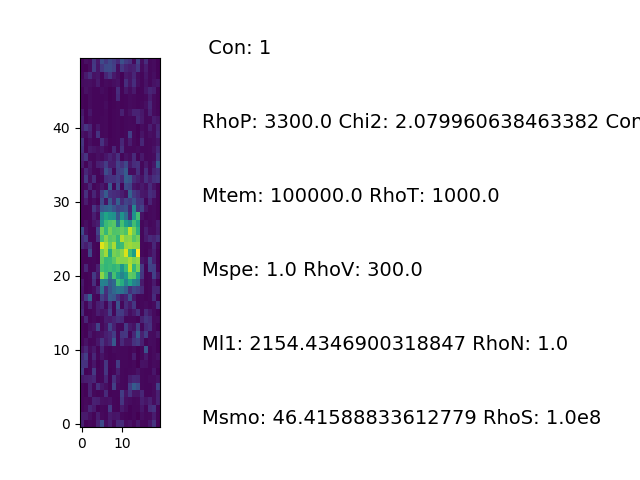 Con: 1
RhoP: 3300.0 Chi2: 2.079960638463382 Con
Mtem: 100000.0 RhoT: 1000.0
Mspe: 1.0 RhoV: 300.0
Ml1: 2154.4346900318847 RhoN: 1.0
Msmo: 46.41588833612779 RhoS: 1.0e8
40
30
20
10
0
0 10